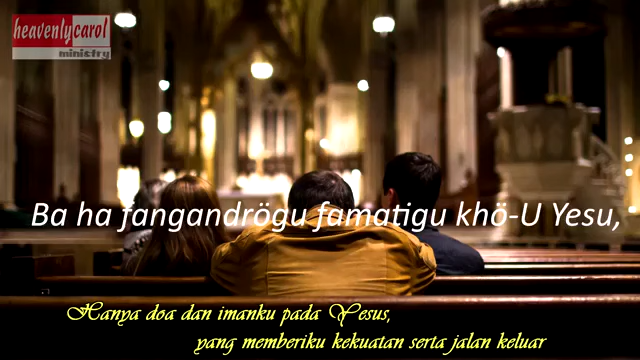 heavenlycarol
ministry
Ba ha fangandrögu famatigu khö-U Yesu,
Hanya doa dan imanku pada Yesus,
yang memberiku kekuatan serta jalan keluar